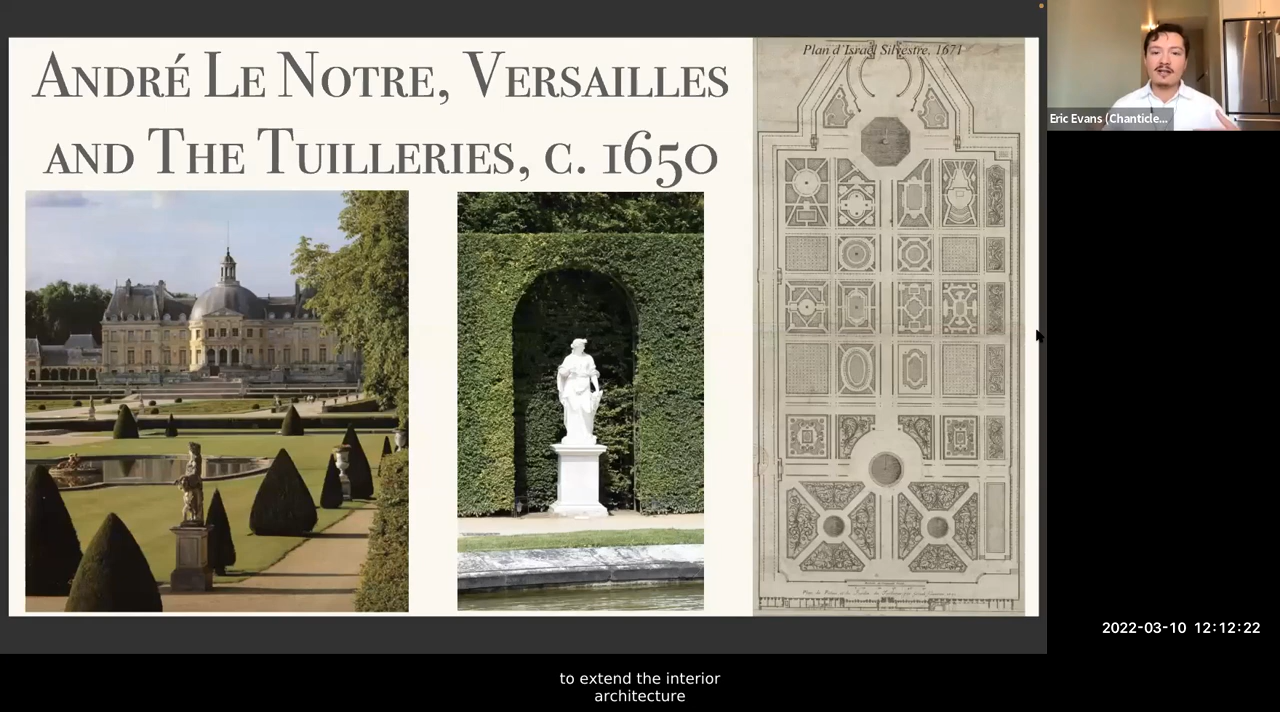 ANDRÉ LE NOTRE, VERSAILLES
AND THE TUILLERIES, C. 1650
Plan d'Israël Silvestre, 1671
Eric Evans (Chanticle...
2022-03-10 12:12:22
to extend the interior
architecture